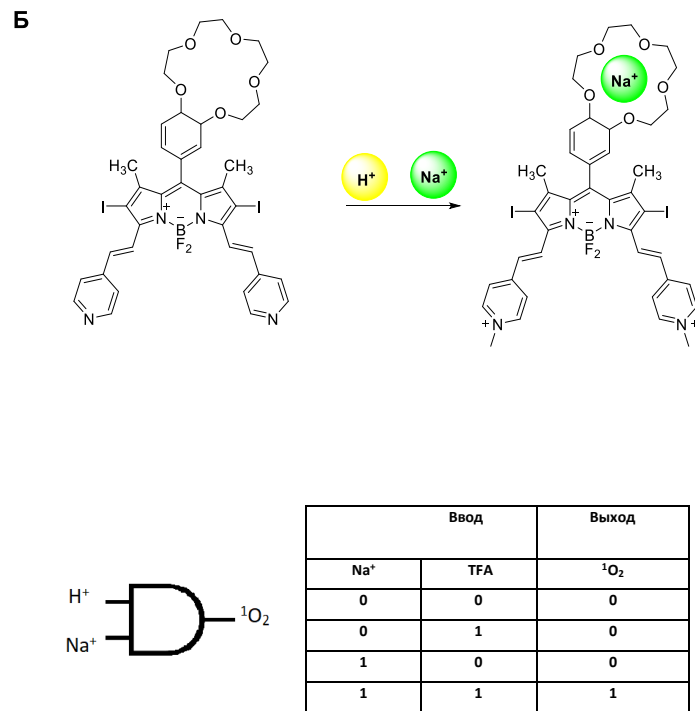 Б
O O O O O
Na⁺
O O O O O
H₃C CH₃
H⁺ Na⁺
H₃C CH₃
I N + N I
B −
F₂
I N + N I
B −
F₂
N N
N + N +
Ввод Выход
Na⁺ TFA ¹O₂
0 0 0
0 1 0
1 0 0
1 1 1
H⁺
Na⁺
¹O₂